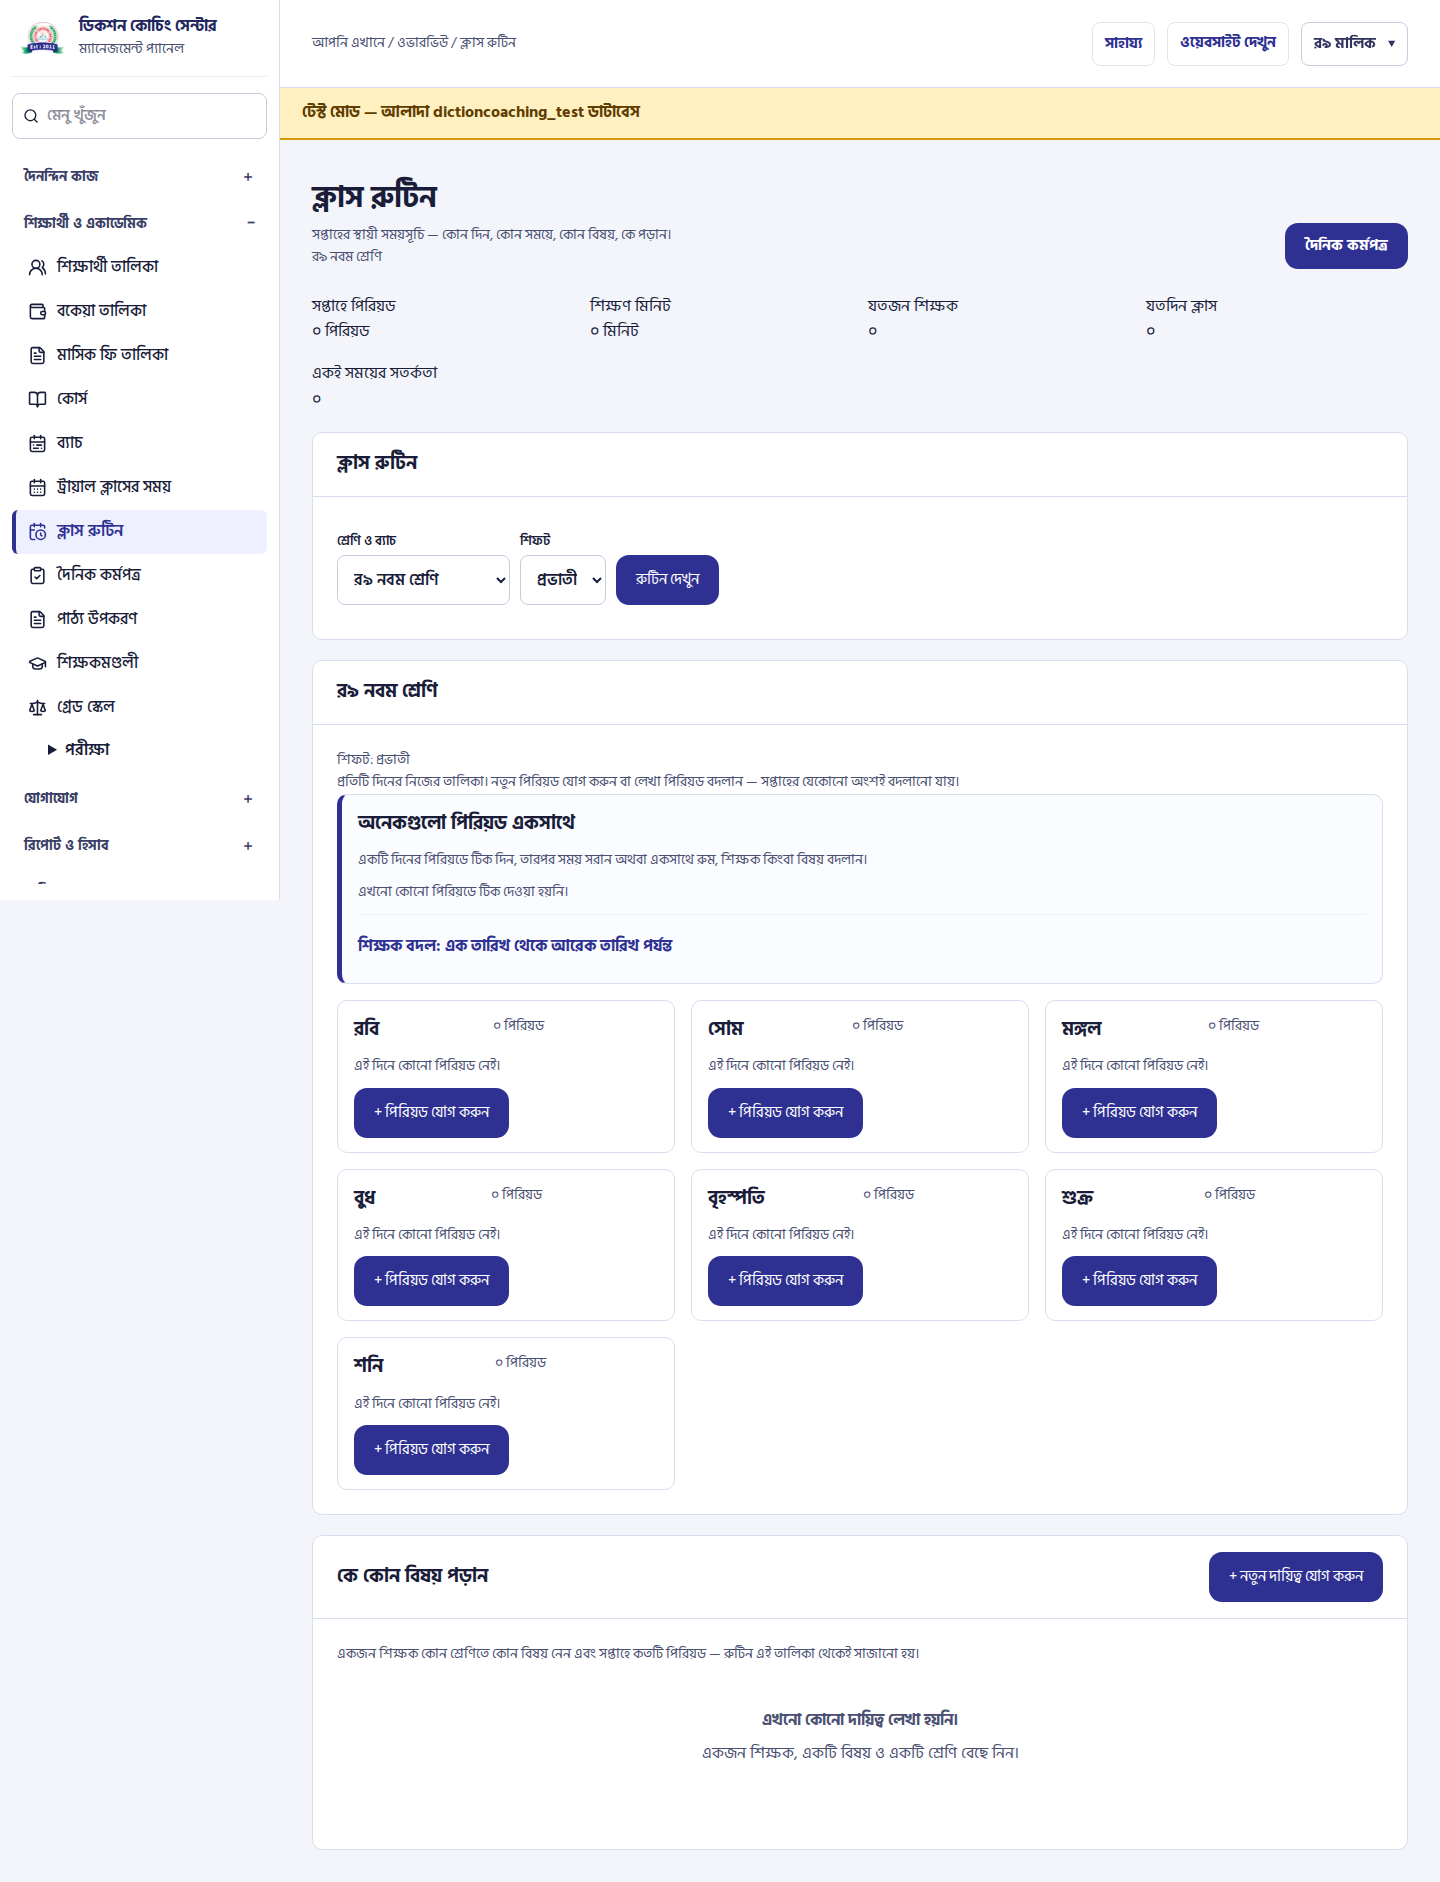 ডিকশন কোচিং সেন্টার
ম্যানেজমেন্ট প্যানেল
Est : 2011
মেনু খুঁজুন
দৈনন্দিন কাজ +
শিক্ষার্থী ও একাডেমিক −
শিক্ষার্থী তালিকা
বকেয়া তালিকা
মাসিক ফি তালিকা
কোর্স
ব্যাচ
ট্রায়াল ক্লাসের সময়
ক্লাস রুটিন
দৈনিক কর্মপত্র
পাঠ্য উপকরণ
শিক্ষকমণ্ডলী
গ্রেড স্কেল
▶ পরীক্ষা
যোগাযোগ +
রিপোর্ট ও হিসাব +
আপনি এখানে / ওভারভিউ / ক্লাস রুটিন
সাহায্য
ওয়েবসাইট দেখুন
র৯ মালিক ▾
টেস্ট মোড — আলাদা dictioncoaching_test ডাটাবেস
ক্লাস রুটিন
সপ্তাহের স্থায়ী সময়সূচি — কোন দিন, কোন সময়ে, কোন বিষয়, কে পড়ান।
র৯ নবম শ্রেণি
দৈনিক কর্মপত্র
সপ্তাহে পিরিয়ড
০ পিরিয়ড
শিক্ষণ মিনিট
০ মিনিট
যতজন শিক্ষক
০
যতদিন ক্লাস
০
একই সময়ের সতর্কতা
০
ক্লাস রুটিন
শ্রেণি ও ব্যাচ
শিফট
র৯ নবম শ্রেণি
প্রভাতী
রুটিন দেখুন
র৯ নবম শ্রেণি
শিফট: প্রভাতী
প্রতিটি দিনের নিজের তালিকা। নতুন পিরিয়ড যোগ করুন বা লেখা পিরিয়ড বদলান — সপ্তাহের যেকোনো অংশই বদলানো যায়।
অনেকগুলো পিরিয়ড একসাথে
একটি দিনের পিরিয়ডে টিক দিন, তারপর সময় সরান অথবা একসাথে রুম, শিক্ষক কিংবা বিষয় বদলান।
এখনো কোনো পিরিয়ডে টিক দেওয়া হয়নি।
শিক্ষক বদল: এক তারিখ থেকে আরেক তারিখ পর্যন্ত
রবি ০ পিরিয়ড
এই দিনে কোনো পিরিয়ড নেই।
+ পিরিয়ড যোগ করুন
সোম ০ পিরিয়ড
এই দিনে কোনো পিরিয়ড নেই।
+ পিরিয়ড যোগ করুন
মঙ্গল ০ পিরিয়ড
এই দিনে কোনো পিরিয়ড নেই।
+ পিরিয়ড যোগ করুন
বুধ ০ পিরিয়ড
এই দিনে কোনো পিরিয়ড নেই।
+ পিরিয়ড যোগ করুন
বৃহস্পতি ০ পিরিয়ড
এই দিনে কোনো পিরিয়ড নেই।
+ পিরিয়ড যোগ করুন
শুক্র ০ পিরিয়ড
এই দিনে কোনো পিরিয়ড নেই।
+ পিরিয়ড যোগ করুন
শনি ০ পিরিয়ড
এই দিনে কোনো পিরিয়ড নেই।
+ পিরিয়ড যোগ করুন
কে কোন বিষয় পড়ান
+ নতুন দায়িত্ব যোগ করুন
একজন শিক্ষক কোন শ্রেণিতে কোন বিষয় নেন এবং সপ্তাহে কতটি পিরিয়ড — রুটিন এই তালিকা থেকেই সাজানো হয়।
এখনো কোনো দায়িত্ব লেখা হয়নি।
একজন শিক্ষক, একটি বিষয় ও একটি শ্রেণি বেছে নিন।